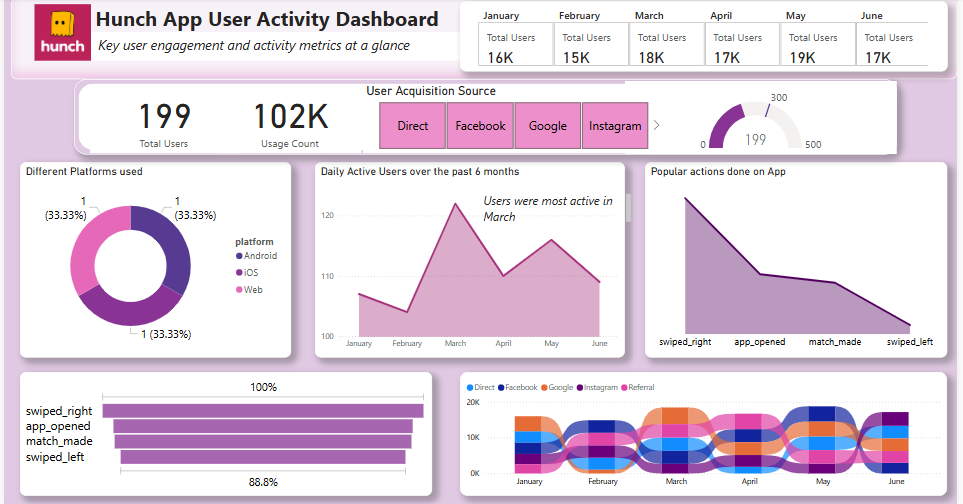 hunch
Hunch App User Activity Dashboard
Key user engagement and activity metrics at a glance
January February March April May June
Total Users Total Users Total Users Total Users Total Users Total Users
16K 15K 18K 17K 19K 17K
199
Total Users
102K
Usage Count
User Acquisition Source
Direct Facebook Google Instagram
0 199 300 500
Different Platforms used
1
(33.33%)
1
(33.33%)
1 (33.33%)
platform
Android
iOS
Web
Daily Active Users over the past 6 months
Users were most active in
March
120
110
100
January February March April May June
Popular actions done on App
swiped_right app_opened match_made swiped_left
100%
swiped_right
app_opened
match_made
swiped_left
88.8%
Direct Facebook Google Instagram Referral
20K
10K
0K
January February March April May June